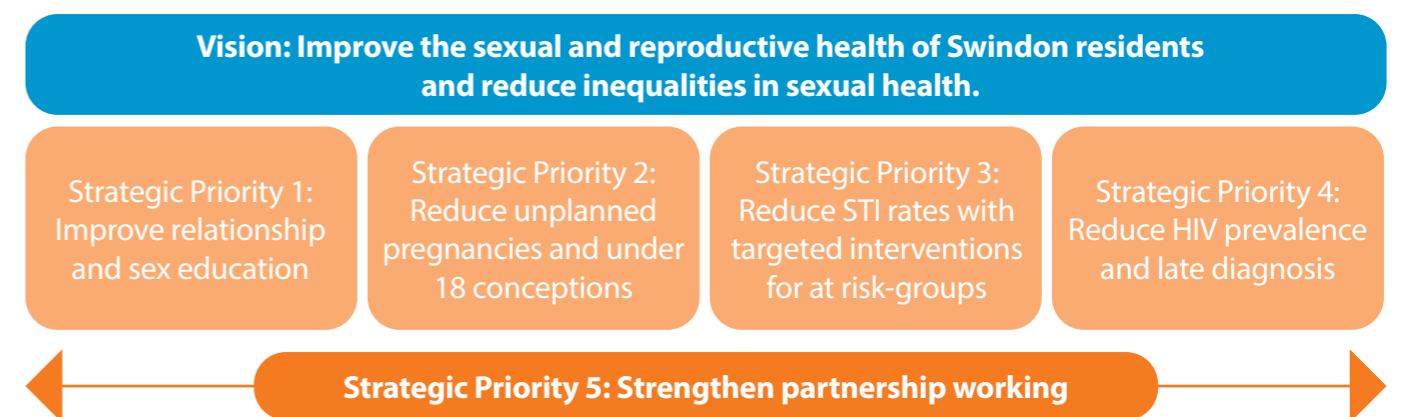 Vision: Improve the sexual and reproductive health of Swindon residents
and reduce inequalities in sexual health.
Strategic Priority 1:
Improve relationship
and sex education
Strategic Priority 2:
Reduce unplanned
pregnancies and under
18 conceptions
Strategic Priority 3:
Reduce STI rates with
targeted interventions
for at risk-groups
Strategic Priority 4:
Reduce HIV prevalence
and late diagnosis
Strategic Priority 5: Strengthen partnership working